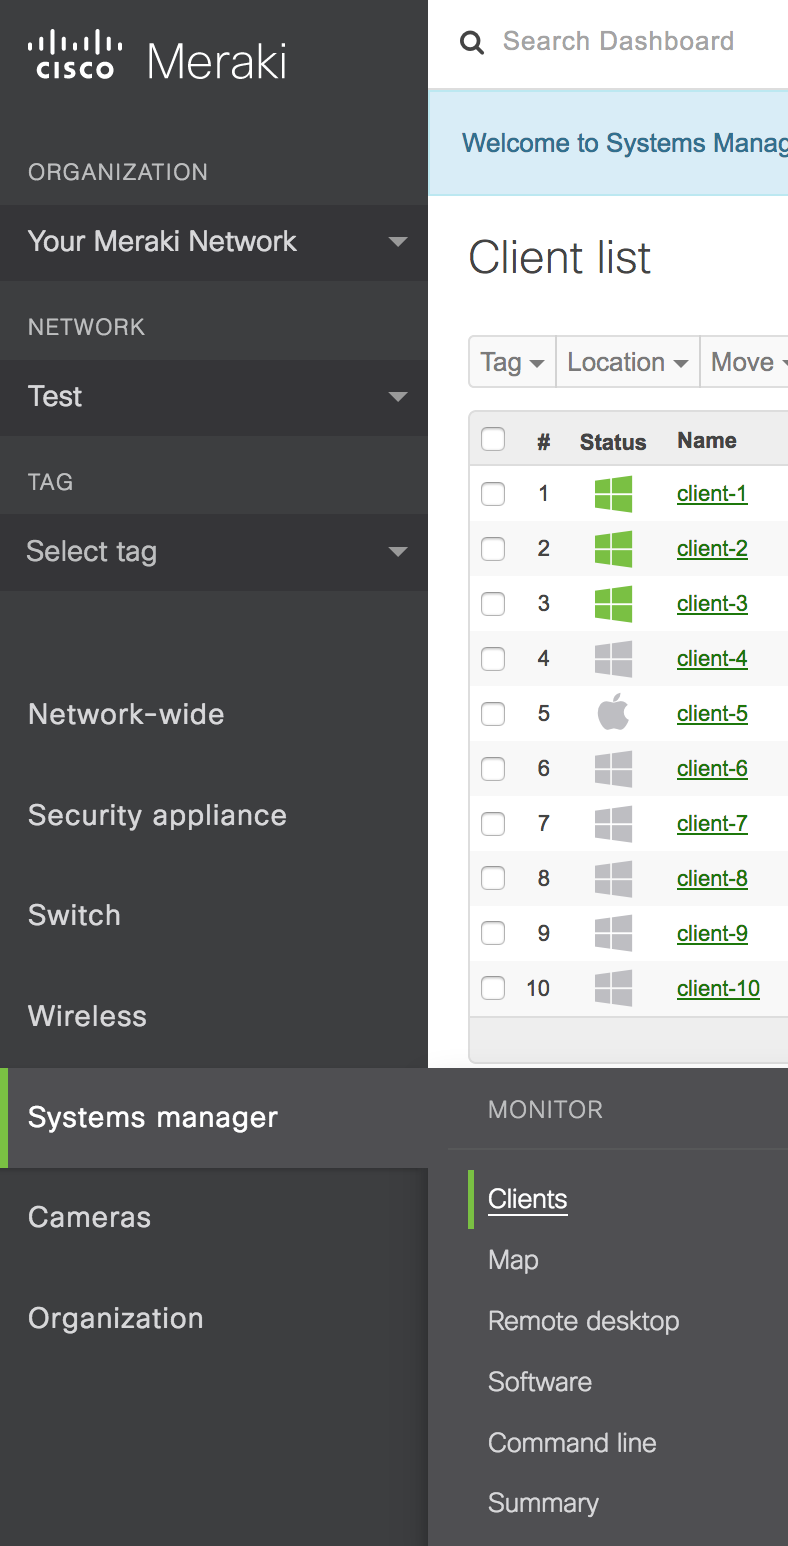 cisco Meraki
ORGANIZATION
Your Meraki Network
NETWORK
Test
TAG
Select tag
Network-wide
Security appliance
Switch
Wireless
Systems manager
Cameras
Organization
Search Dashboard
Welcome to Systems Manag
Client list
Tag Location Move
# Status Name
1 client-1
2 client-2
3 client-3
4 client-4
5 client-5
6 client-6
7 client-7
8 client-8
9 client-9
10 client-10
MONITOR
Clients
Map
Remote desktop
Software
Command line
Summary